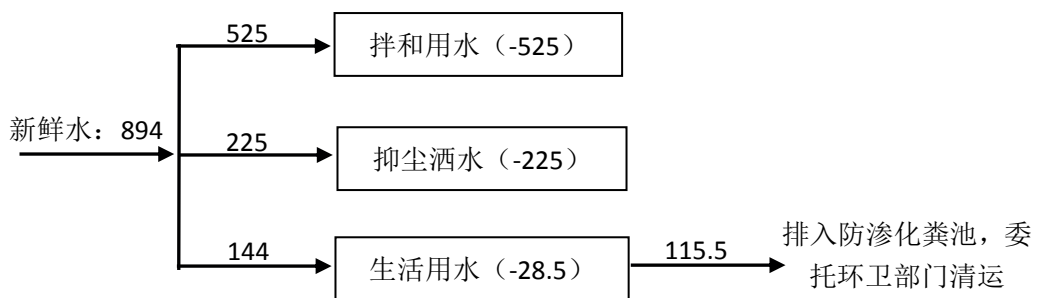 525
拌和用水（-525）
新鲜水：894
225
抑尘洒水（-225）
144
生活用水（-28.5）
115.5
排入防渗化粪池，委
托环卫部门清运